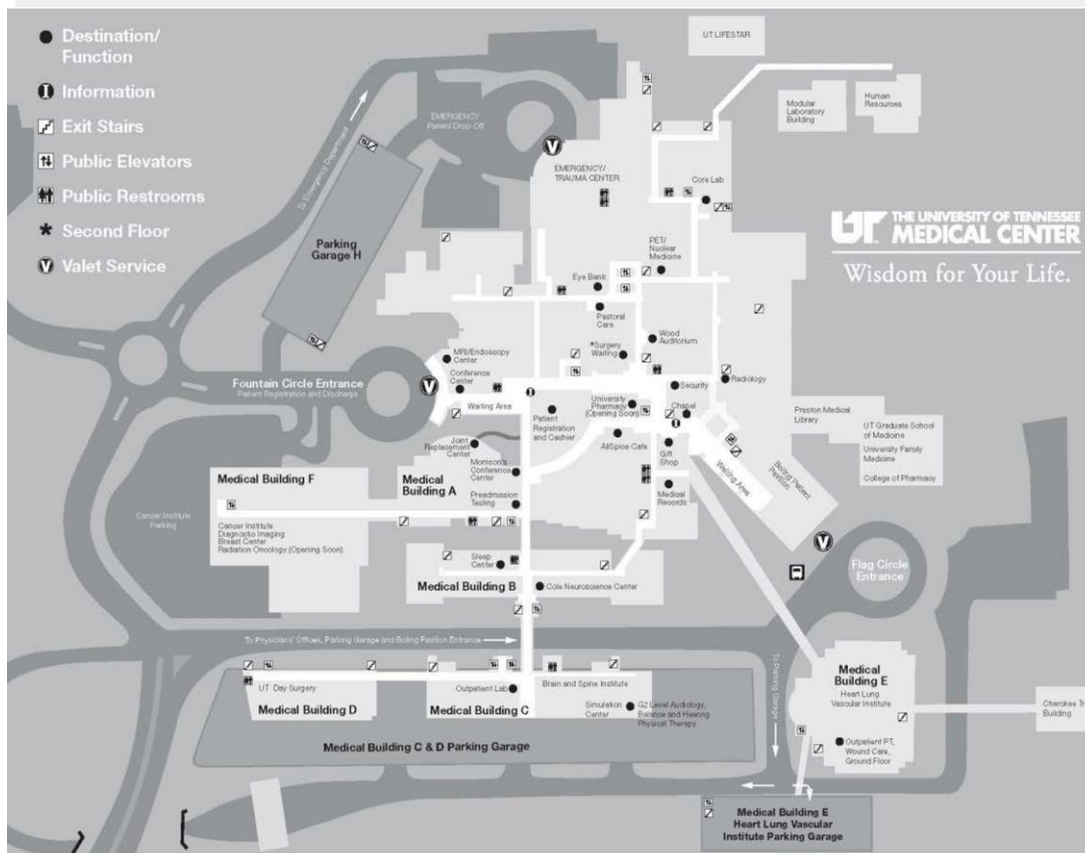 Destination/
Function
Information
Exit Stairs
Public Elevators
Public Restrooms
* Second Floor
V Valet Service
UT LIFESTAR
Modular
Laboratory
Building
Human
Resources
EMERGENCY
Patient Drop-Off
To Emergency Department
EMERGENCY/
TRAUMA CENTER
Core Lab
UT THE UNIVERSITY OF TENNESSEE
MEDICAL CENTER
Wisdom for Your Life.
Parking
Garage H
PET/
Nuclear
Medicine
Eye Bank
Pastoral
Care
*Surgery
Waiting
Wood
Auditorium
MRI/Endoscopy
Center
Conference
Center
Fountain Circle Entrance
Patient Registration and Discharge
Waiting Area
Security
Radiology
University
Pharmacy
(Opening Soon)
Chapel
Patient
Registration
and Cashier
AllSpice Cafe
Gift
Shop
Waiting Area
Boling Patient
Pavilion
Preston Medical
Library
UT Graduate School
of Medicine
University Family
Medicine
College of Pharmacy
Joint
Replacement
Center
Morrison's
Conference
Center
Medical
Records
Medical Building F
Medical
Building A
Preadmission
Testing
Cancer Institute
Parking
Cancer Institute
Diagnostic Imaging
Breast Center
Radiation Oncology (Opening Soon)
Sleep
Center
Medical Building B
Cole Neuroscience Center
Flag Circle
Entrance
To Physicians' Offices, Parking Garage and Boling Pavilion Entrance
To Parking Garage
Medical
Building E
Heart Lung
Vascular Institute
UT Day Surgery
Medical Building D
Outpatient Lab
Medical Building C
Brain and Spine Institute
Simulation
Center
G2 Level Audiology,
Balance and Hearing
Physical Therapy
Cherokee Tr
Building
Outpatient PT,
Wound Care,
Ground Floor
Medical Building C & D Parking Garage
Medical Building E
Heart Lung Vascular
Institute Parking Garage